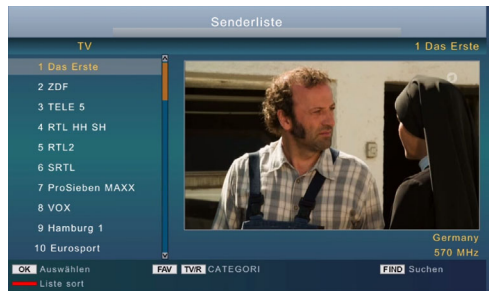 Senderliste
TV
1 Das Erste
1 Das Erste
2 ZDF
3 TELE 5
4 RTL HH SH
5 RTL2
6 SRTL
7 ProSieben MAXX
8 VOX
9 Hamburg 1
10 Eurosport
Germany
570 MHz
OK Auswählen FAV TV/R CATEGORI FIND Suchen
Liste sort